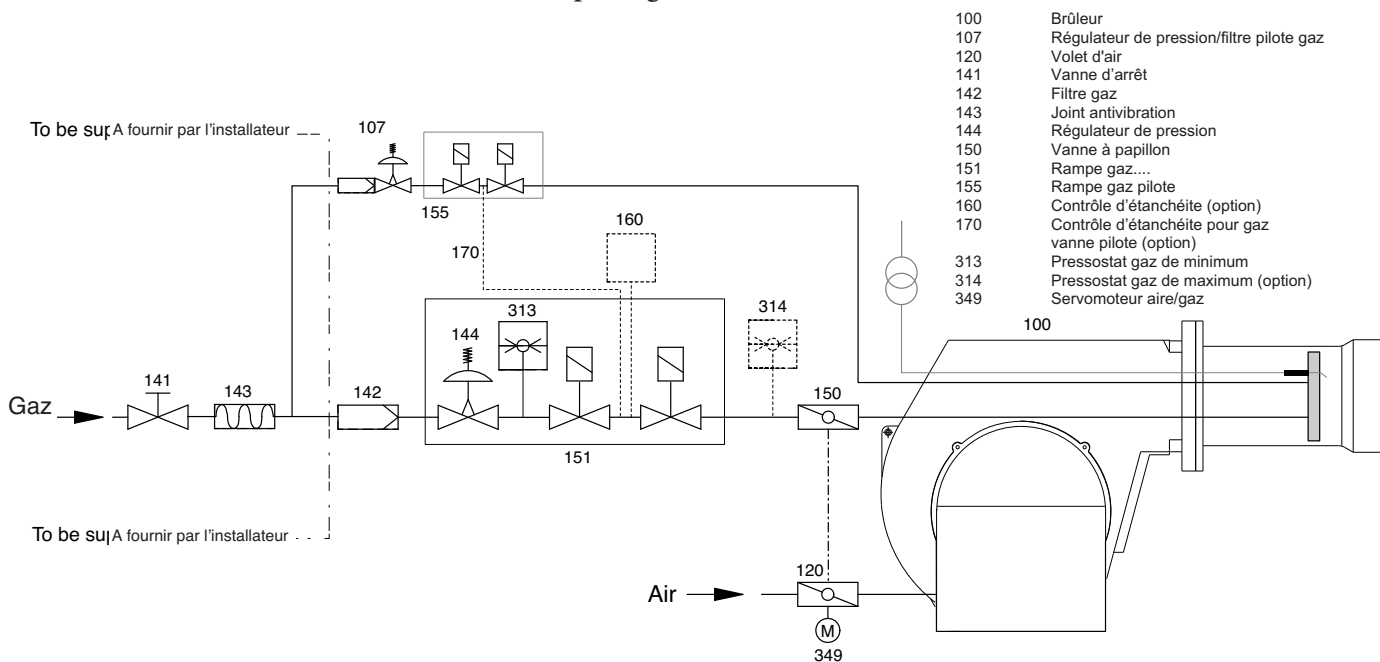 100 Brûleur
107 Régulateur de pression/filtre pilote gaz
120 Volet d'air
141 Vanne d'arrêt
142 Filtre gaz
143 Joint antivibration
144 Régulateur de pression
150 Vanne à papillon
151 Rampe gaz....
155 Rampe gaz pilote
160 Contrôle d'étanchéite (option)
170 Contrôle d'étanchéite pour gaz
vanne pilote (option)
313 Pressostat gaz de minimum
314 Pressostat gaz de maximum (option)
349 Servomoteur aire/gaz
To be A fournir par l'installateur
107
155
160
170
313
314
100
144
141
143
142
150
Gaz
151
To be A fournir par l'installateur
120
Air
M
349